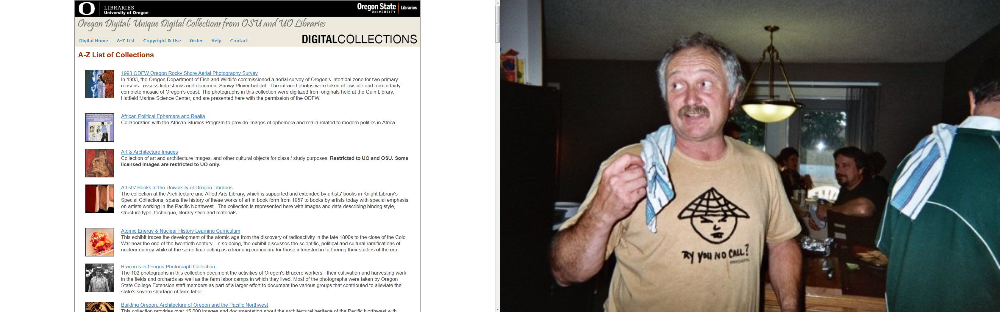 LIBRARIES
University of Oregon
Oregon State
UNIVERSITY
Libraries
Oregon Digital: Unique Digital Collections from OSU and UO Libraries
Digital Home
A-Z List
Copyright & Use
Order
Help
Contact
DIGITALCOLLECTIONS
A-Z List of Collections
1993 ODFW Oregon Rocky Shore Aerial Photography Survey
In 1993, the Oregon Department of Fish and Wildlife commissioned a aerial survey of Oregon’s intertidal zone for two primary
reasons:  assess kelp stocks and document Snowy Plover habitat.  The infrared photos were taken at low tide and form a fairly
complete mosaic of Oregon’s coast. The photographs in this collection were digitized from originals held at the Guin Library,
Hatfield Marine Science Center, and are presented here with the permission of the ODFW.
African Political Ephemera and Realia
Collaboration with the African Studies Program to provide images of ephemera and realia related to modern politics in Africa.
Art & Architecture Images
Collection of art and architecture images, and other cultural objects for class / study purposes. Restricted to UO and OSU. Some
licensed images are restricted to UO only.
Artists' Books at the University of Oregon Libraries
The collection at the Architecture and Allied Arts Library, which is supported and extended by artists' books in Knight Library's
Special Collections, spans the history of these works of art in book form from 1957 to books by artists today with special emphasis
on artists working in the Pacific Northwest.  The collection is represented here with images and data describing bindng style,
structure type, technique, literary style and materials.
Atomic Energy & Nuclear History Learning Curriculum
This exhibit traces the development of the atomic age from the discovery of radioactivity in the late 1800s to the close of the Cold
War near the end of the twentieth century.  In so doing, the exhibit discusses the scientific, political and cultural ramifications of
nuclear energy while at the same time acting as a learning curriculum for those interested in furthering their studies of the era.
Braceros in Oregon Photograph Collection
The 102 photographs in this collection document the activities of Oregon's Bracero workers - their cultivation and harvesting work
in the fields and orchards as well as the farm labor camps in which they lived. Most of the photographs were taken by Oregon
State College Extension staff members as part of a larger effort to document the various groups that contributed to alleviate the
state's severe shortage of farm labor.
Building Oregon: Architecture of Oregon and the Pacific Northwest
This collection provides over 15,000 images and documentation about the architectural heritage of the Pacific Northwest with
RY YOU NO CALL?